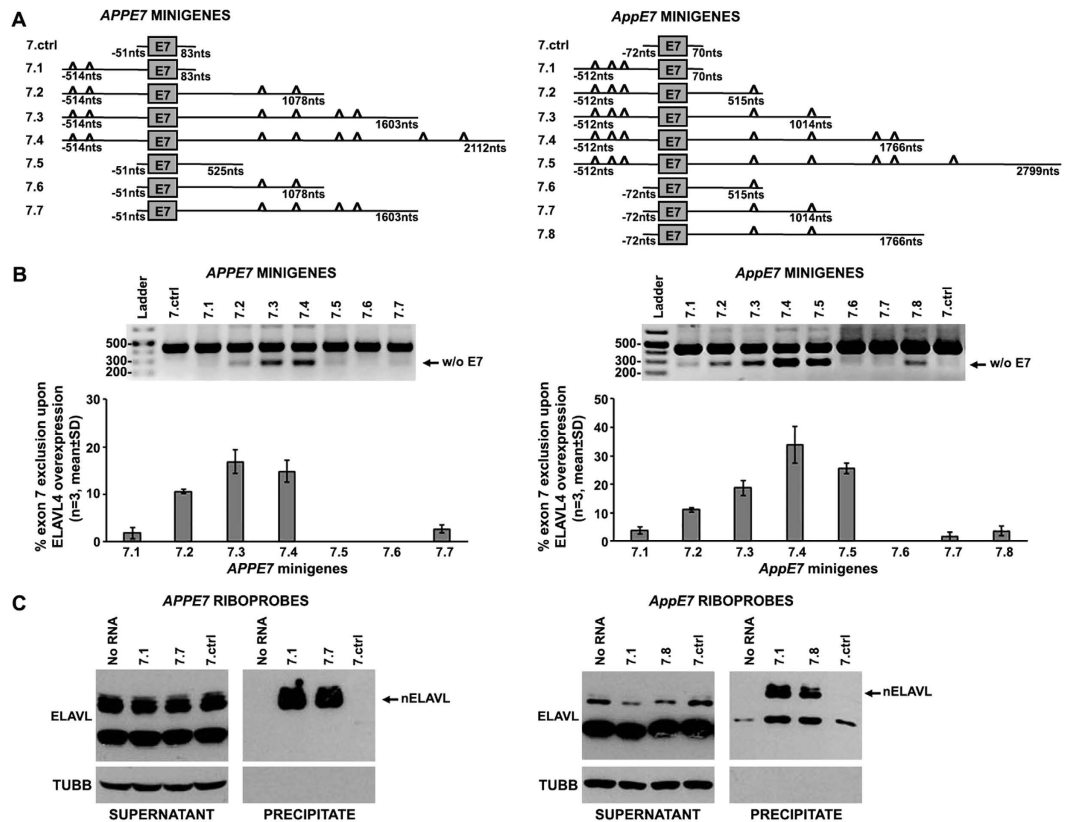 A
APPE7 MINIGENES
7.ctrl
-51nts E7 83nts
7.1
-514nts E7 83nts
7.2
-514nts E7 1078nts
7.3
-514nts E7 1603nts
7.4
-514nts E7 2112nts
7.5
-51nts E7 525nts
7.6
-51nts E7 1078nts
7.7
-51nts E7 1603nts
AppE7 MINIGENES
7.ctrl
-72nts E7 70nts
7.1
-512nts E7 70nts
7.2
-512nts E7 515nts
7.3
-512nts E7 1014nts
7.4
-512nts E7 1766nts
7.5
-512nts E7 2799nts
7.6
-72nts E7 515nts
7.7
-72nts E7 1014nts
7.8
-72nts E7 1766nts
B
APPE7 MINIGENES
Ladder 7.ctrl 7.1 7.2 7.3 7.4 7.5 7.6 7.7
500-
300-
200-
w/o E7
% exon 7 exclusion upon
ELAVL4 overexpression
(n=3, mean±SD)
30
20
10
0
7.1 7.2 7.3 7.4 7.5 7.6 7.7
APPE7 minigenes
AppE7 MINIGENES
Ladder 7.1 7.2 7.3 7.4 7.5 7.6 7.7 7.8 7.ctrl
500-
300-
200-
w/o E7
% exon 7 exclusion upon
ELAVL4 overexpression
(n=3, mean±SD)
50
40
30
20
10
0
7.1 7.2 7.3 7.4 7.5 7.6 7.7 7.8
AppE7 minigenes
C
APPE7 RIBOPROBES
No RNA 7.1 7.7 7.ctrl
No RNA 7.1 7.7 7.ctrl
ELAVL
nELAVL
TUBB
SUPERNATANT PRECIPITATE
AppE7 RIBOPROBES
No RNA 7.1 7.8 7.ctrl
No RNA 7.1 7.8 7.ctrl
ELAVL
nELAVL
TUBB
SUPERNATANT PRECIPITATE